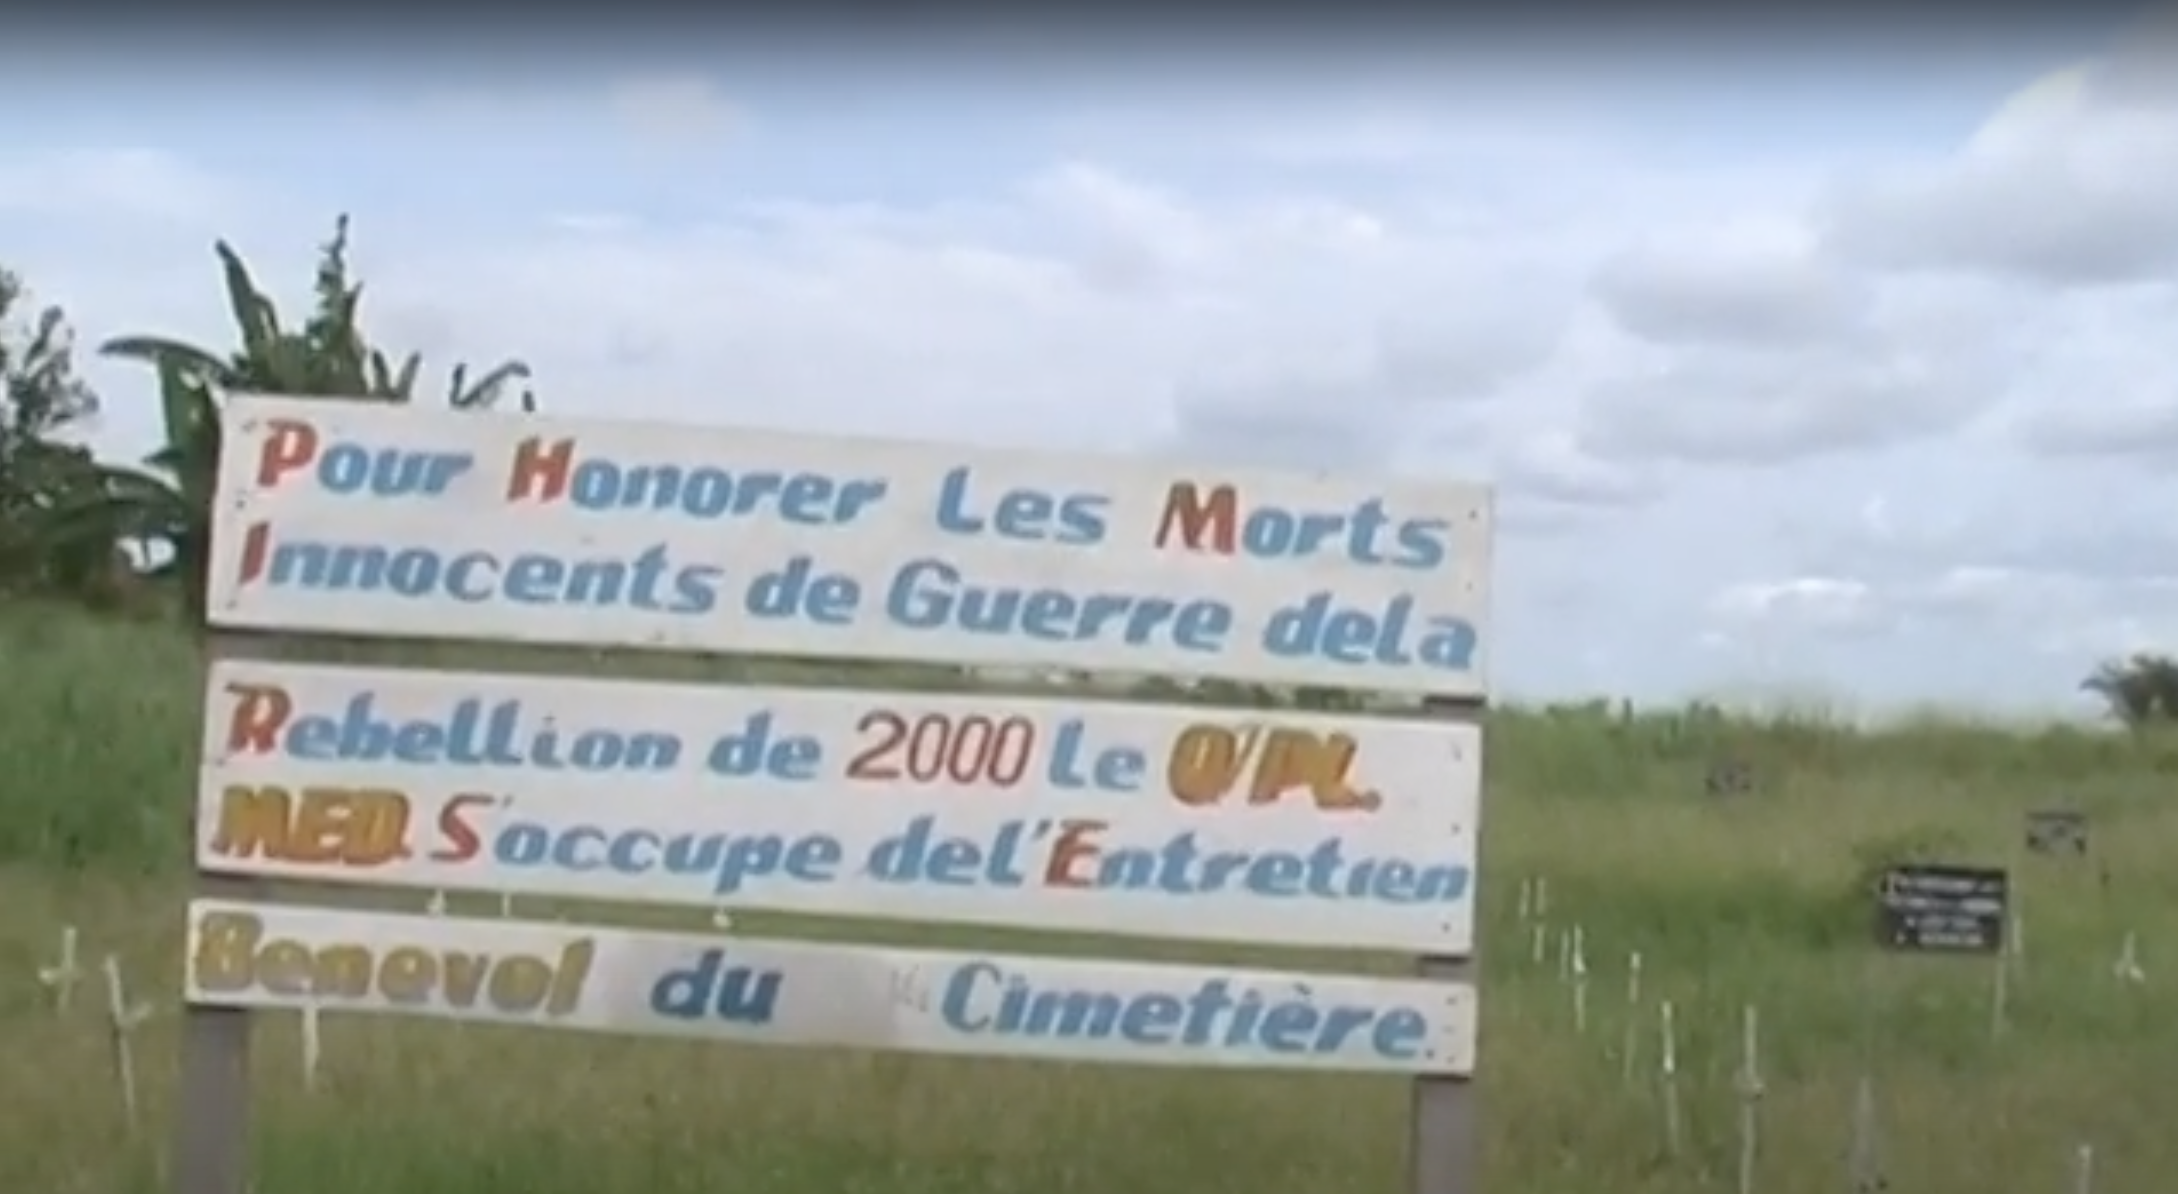 Pour Honorer Les Morts
Innocents de Guerre dela
Rebellion de 2000 Le
MED. S'occupe del'Entretien
Benevol du Cimetière.